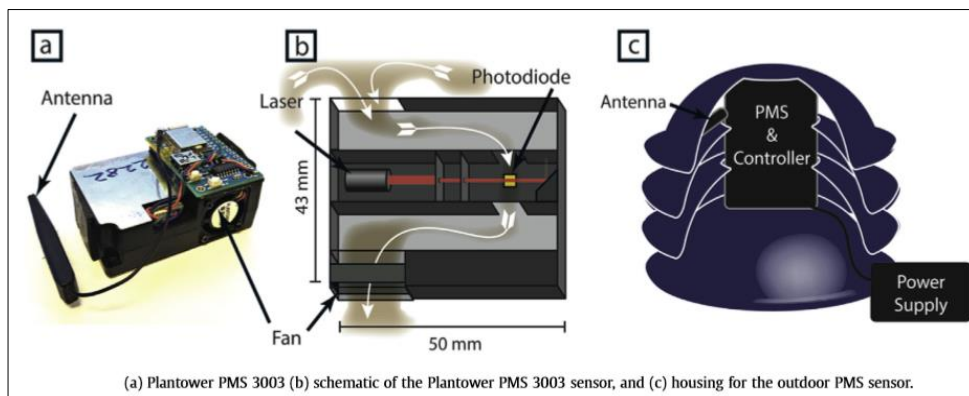 a
Antenna
2282
Fan
b
Laser
Photodiode
43 mm
50 mm
c
Antenna
PMS
&
Controller
Power
Supply
(a) Plantower PMS 3003 (b) schematic of the Plantower PMS 3003 sensor, and (c) housing for the outdoor PMS sensor.